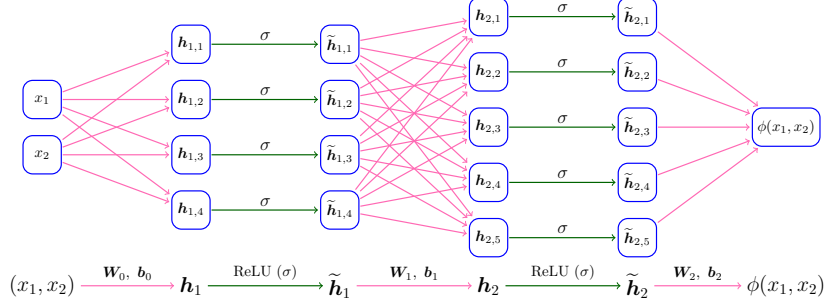 h₂,₁ σ h̃₂,₁
h₁,₁ σ h̃₁,₁
h₂,₂ σ h̃₂,₂
x₁ h₁,₂ σ h̃₁,₂
h₂,₃ σ h̃₂,₃ ϕ(x₁, x₂)
x₂ h₁,₃ σ h̃₁,₃
h₂,₄ σ h̃₂,₄
h₁,₄ σ h̃₁,₄
h₂,₅ σ h̃₂,₅
W₀, b₀ ReLU (σ) W₁, b₁ ReLU (σ) W₂, b₂
(x₁, x₂) h₁ h̃₁ h₂ h̃₂ ϕ(x₁, x₂)